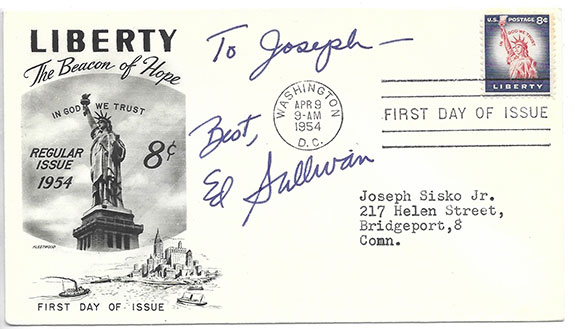 LIBERTY
The Beacon of Hope
IN GOD WE TRUST
REGULAR ISSUE 1954
8¢
FLEETWOOD
FIRST DAY OF ISSUE
To Joseph —
Best,
Ed Sullivan
WASHINGTON
APR 9
9-AM
1954
D.C.
U.S. POSTAGE 8¢
IN GOD WE TRUST
LIBERTY
FIRST DAY OF ISSUE
Joseph Sisko Jr.
217 Helen Street,
Bridgeport,8
Conn.